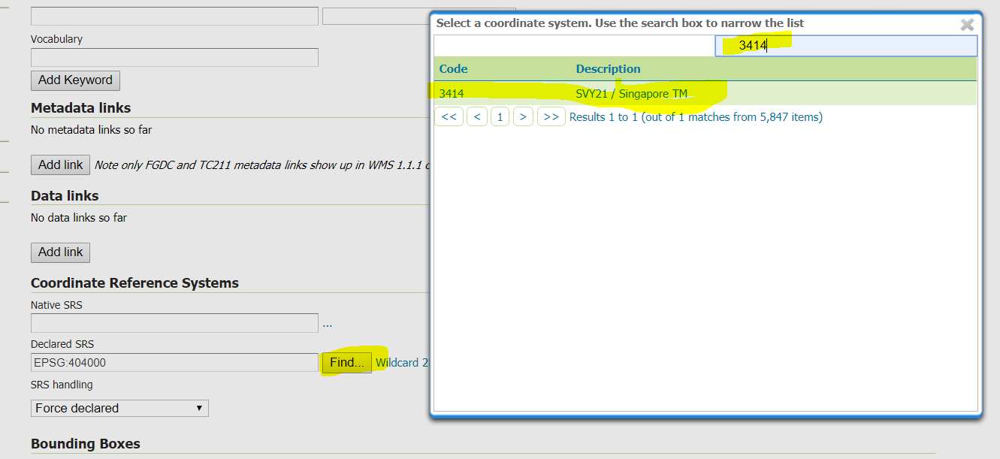 Vocabulary
Add Keyword
Metadata links
No metadata links so far
Add link Note only FGDC and TC211 metadata links show up in WMS 1.1.1
Data links
No data links so far
Add link
Coordinate Reference Systems
Native SRS
...
Declared SRS
EPSG:404000 Find... Wildcard 2
SRS handling
Force declared
Bounding Boxes
Select a coordinate system. Use the search box to narrow the list
3414
Code Description
3414 SVY21 / Singapore TM
<< < 1 > >> Results 1 to 1 (out of 1 matches from 5,847 items)